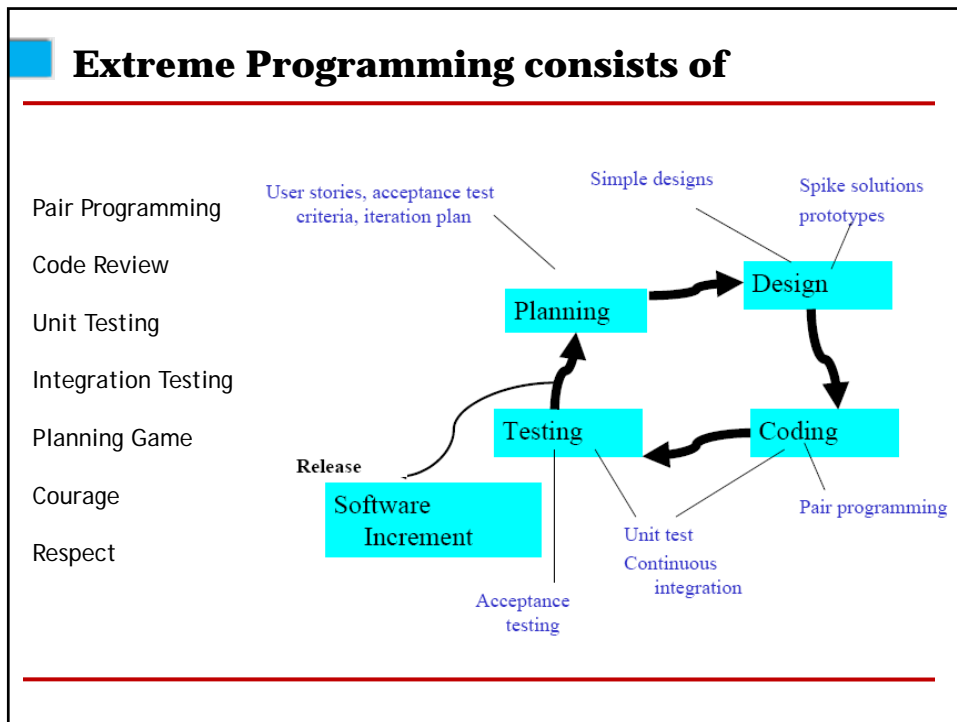 Extreme Programming consists of
Pair Programming
Code Review
Unit Testing
Integration Testing
Planning Game
Courage
Respect
User stories, acceptance test
criteria, iteration plan
Simple designs
Spike solutions
prototypes
Planning
Design
Testing
Coding
Release
Software
Increment
Pair programming
Unit test
Continuous
integration
Acceptance
testing